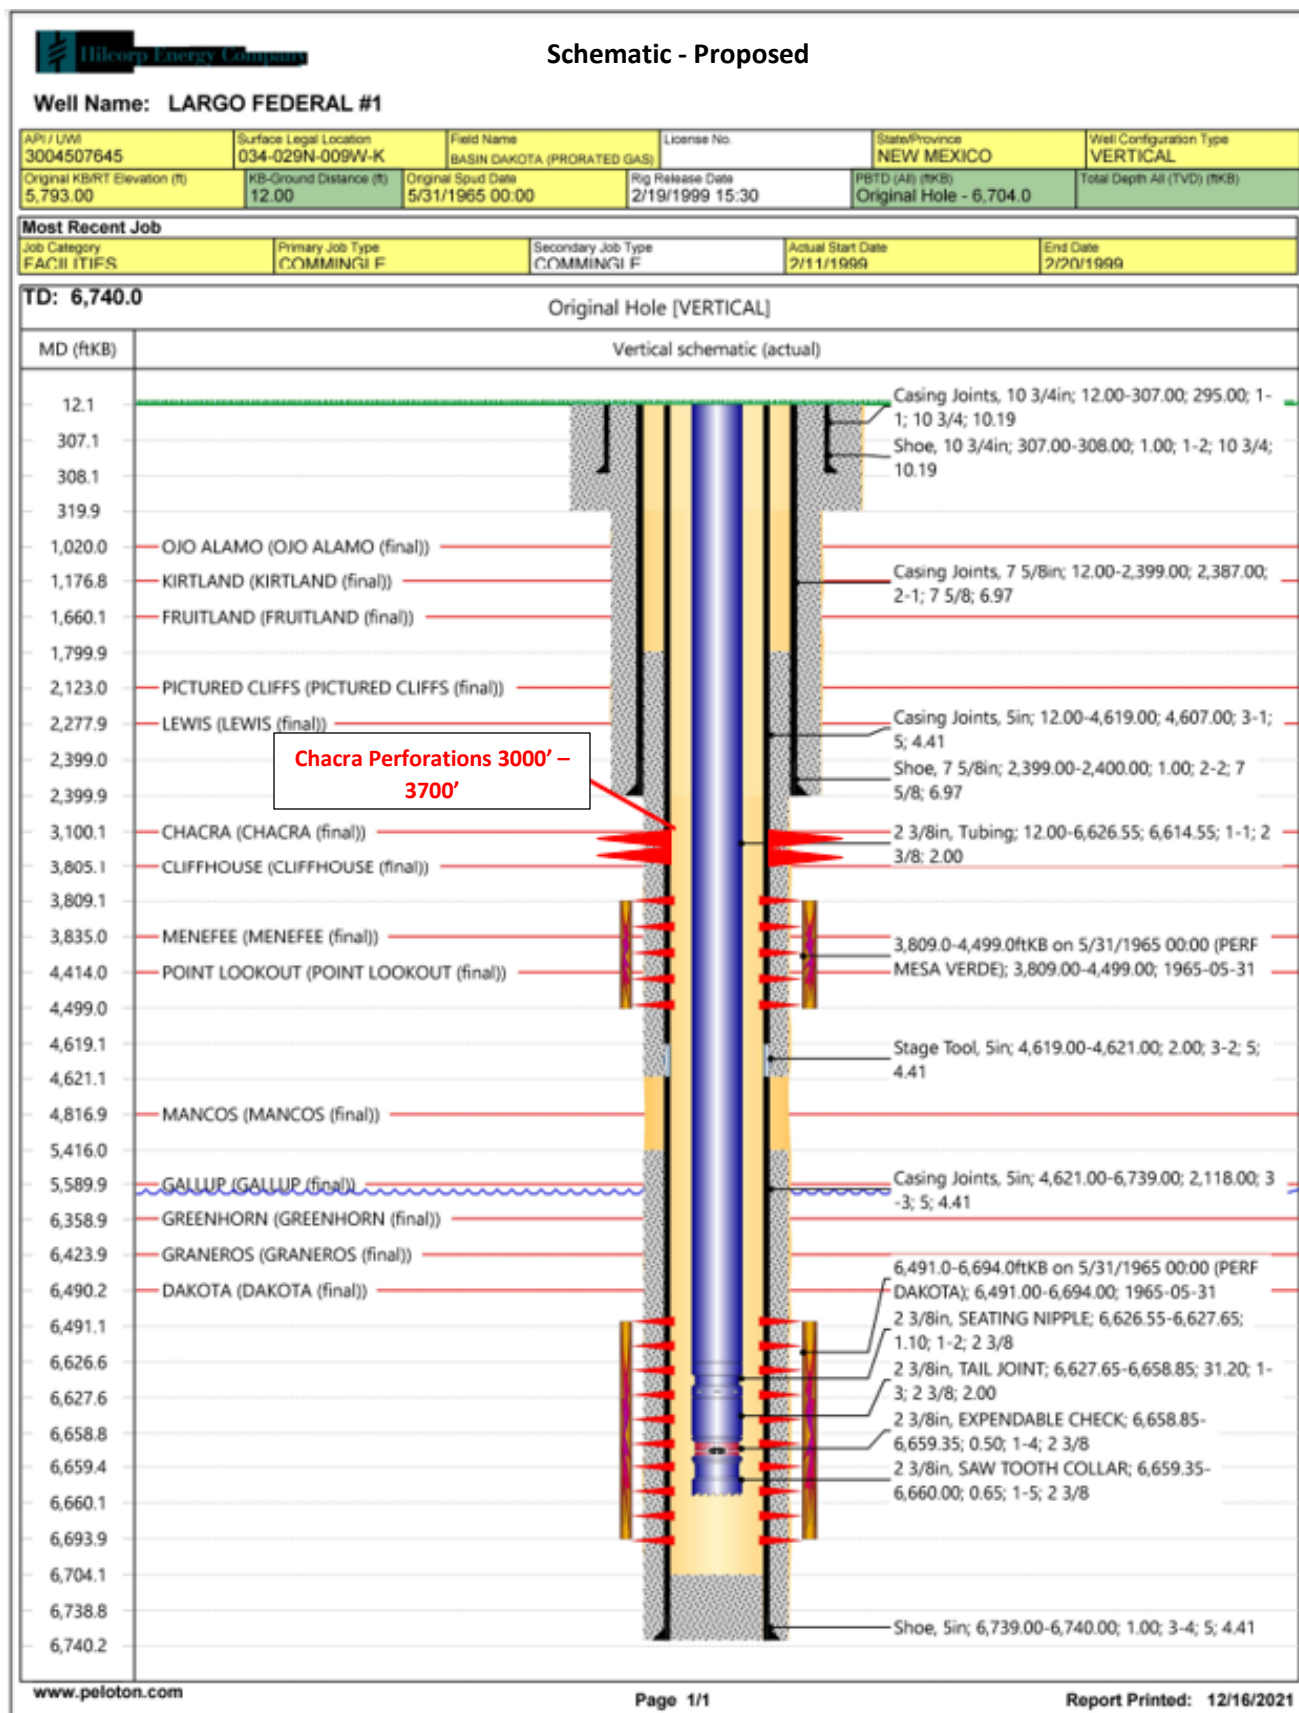 Hilcorp Energy Company
Schematic - Proposed
Well Name: LARGO FEDERAL #1
API / UWI
3004507645
Surface Legal Location
034-029N-009W-K
Field Name
BASIN DAKOTA (PRORATED GAS)
License No.
State/Province
NEW MEXICO
Well Configuration Type
VERTICAL
Original KB/RT Elevation (ft)
5,793.00
KB-Ground Distance (ft)
12.00
Original Spud Date
5/31/1965 00:00
Rig Release Date
2/19/1999 15:30
PBTD (All) (ftKB)
Original Hole - 6,704.0
Total Depth All (TVD) (ftKB)
Most Recent Job
Job Category
FACILITIES
Primary Job Type
COMMINGLE
Secondary Job Type
COMMINGLE
Actual Start Date
2/11/1999
End Date
2/20/1999
TD: 6,740.0
Original Hole [VERTICAL]
MD (ftKB)
Vertical schematic (actual)
12.1
307.1
308.1
319.9
1,020.0
1,176.8
1,660.1
1,799.9
2,123.0
2,277.9
2,399.0
2,399.9
3,100.1
3,805.1
3,809.1
3,835.0
4,414.0
4,499.0
4,619.1
4,621.1
4,816.9
5,416.0
5,589.9
6,358.9
6,423.9
6,490.2
6,491.1
6,626.6
6,627.6
6,658.8
6,659.4
6,660.1
6,693.9
6,704.1
6,738.8
6,740.2
OJO ALAMO (OJO ALAMO (final))
KIRTLAND (KIRTLAND (final))
FRUITLAND (FRUITLAND (final))
PICTURED CLIFFS (PICTURED CLIFFS (final))
LEWIS (LEWIS (final))
Chacra Perforations 3000' –
3700'
CHACRA (CHACRA (final))
CLIFFHOUSE (CLIFFHOUSE (final))
MENEFEE (MENEFEE (final))
POINT LOOKOUT (POINT LOOKOUT (final))
MANCOS (MANCOS (final))
GALLUP (GALLUP (final))
GREENHORN (GREENHORN (final))
GRANEROS (GRANEROS (final))
DAKOTA (DAKOTA (final))
Casing Joints, 10 3/4in; 12.00-307.00; 295.00; 1-
1; 10 3/4; 10.19
Shoe, 10 3/4in; 307.00-308.00; 1.00; 1-2; 10 3/4;
10.19
Casing Joints, 7 5/8in; 12.00-2,399.00; 2,387.00;
2-1; 7 5/8; 6.97
Casing Joints, 5in; 12.00-4,619.00; 4,607.00; 3-1;
5; 4.41
Shoe, 7 5/8in; 2,399.00-2,400.00; 1.00; 2-2; 7
5/8; 6.97
2 3/8in, Tubing; 12.00-6,626.55; 6,614.55; 1-1; 2
3/8; 2.00
3,809.0-4,499.0ftKB on 5/31/1965 00:00 (PERF
MESA VERDE); 3,809.00-4,499.00; 1965-05-31
Stage Tool, 5in; 4,619.00-4,621.00; 2.00; 3-2; 5;
4.41
Casing Joints, 5in; 4,621.00-6,739.00; 2,118.00; 3
-3; 5; 4.41
6,491.0-6,694.0ftKB on 5/31/1965 00:00 (PERF
DAKOTA); 6,491.00-6,694.00; 1965-05-31
2 3/8in, SEATING NIPPLE; 6,626.55-6,627.65;
1.10; 1-2; 2 3/8
2 3/8in, TAIL JOINT; 6,627.65-6,658.85; 31.20; 1-
3; 2 3/8; 2.00
2 3/8in, EXPENDABLE CHECK; 6,658.85-
6,659.35; 0.50; 1-4; 2 3/8
2 3/8in, SAW TOOTH COLLAR; 6,659.35-
6,660.00; 0.65; 1-5; 2 3/8
Shoe, 5in; 6,739.00-6,740.00; 1.00; 3-4; 5; 4.41
www.peloton.com
Page 1/1
Report Printed: 12/16/2021